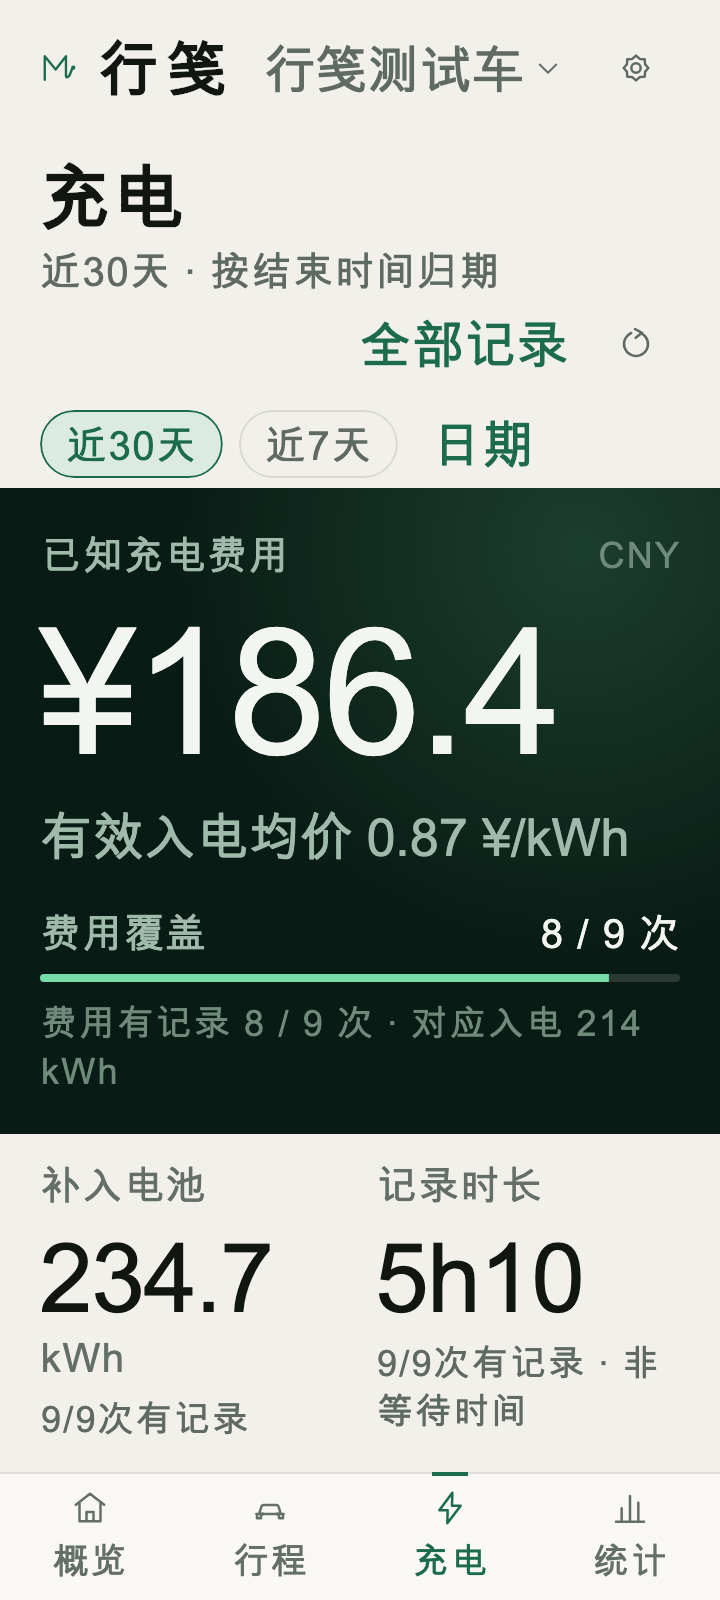 行笺 行笺测试车
充电
近30天 · 按结束时间归期
全部记录
近30天 近7天 日期
已知充电费用 CNY
¥186.4
有效入电均价 0.87 ¥/kWh
费用覆盖 8 / 9 次
费用有记录 8 / 9 次 · 对应入电 214
kWh
补入电池 记录时长
234.7 5h10
kWh
9/9次有记录 · 非
等待时间
9/9次有记录
概览 行程 充电 统计